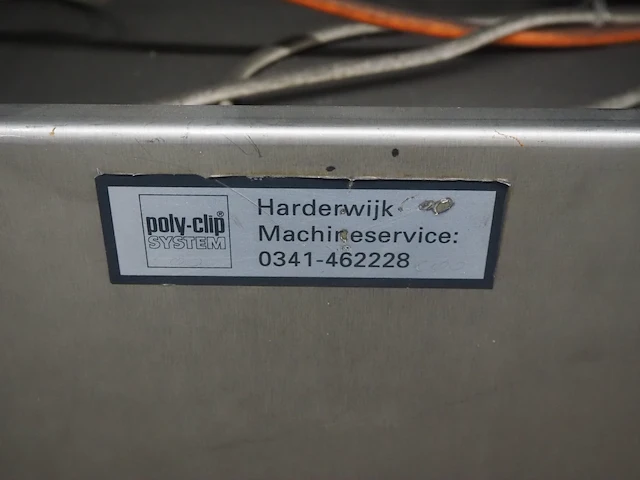 poly-clip®
SYSTEM
Harderwijk
Machineservice:
0341-462228